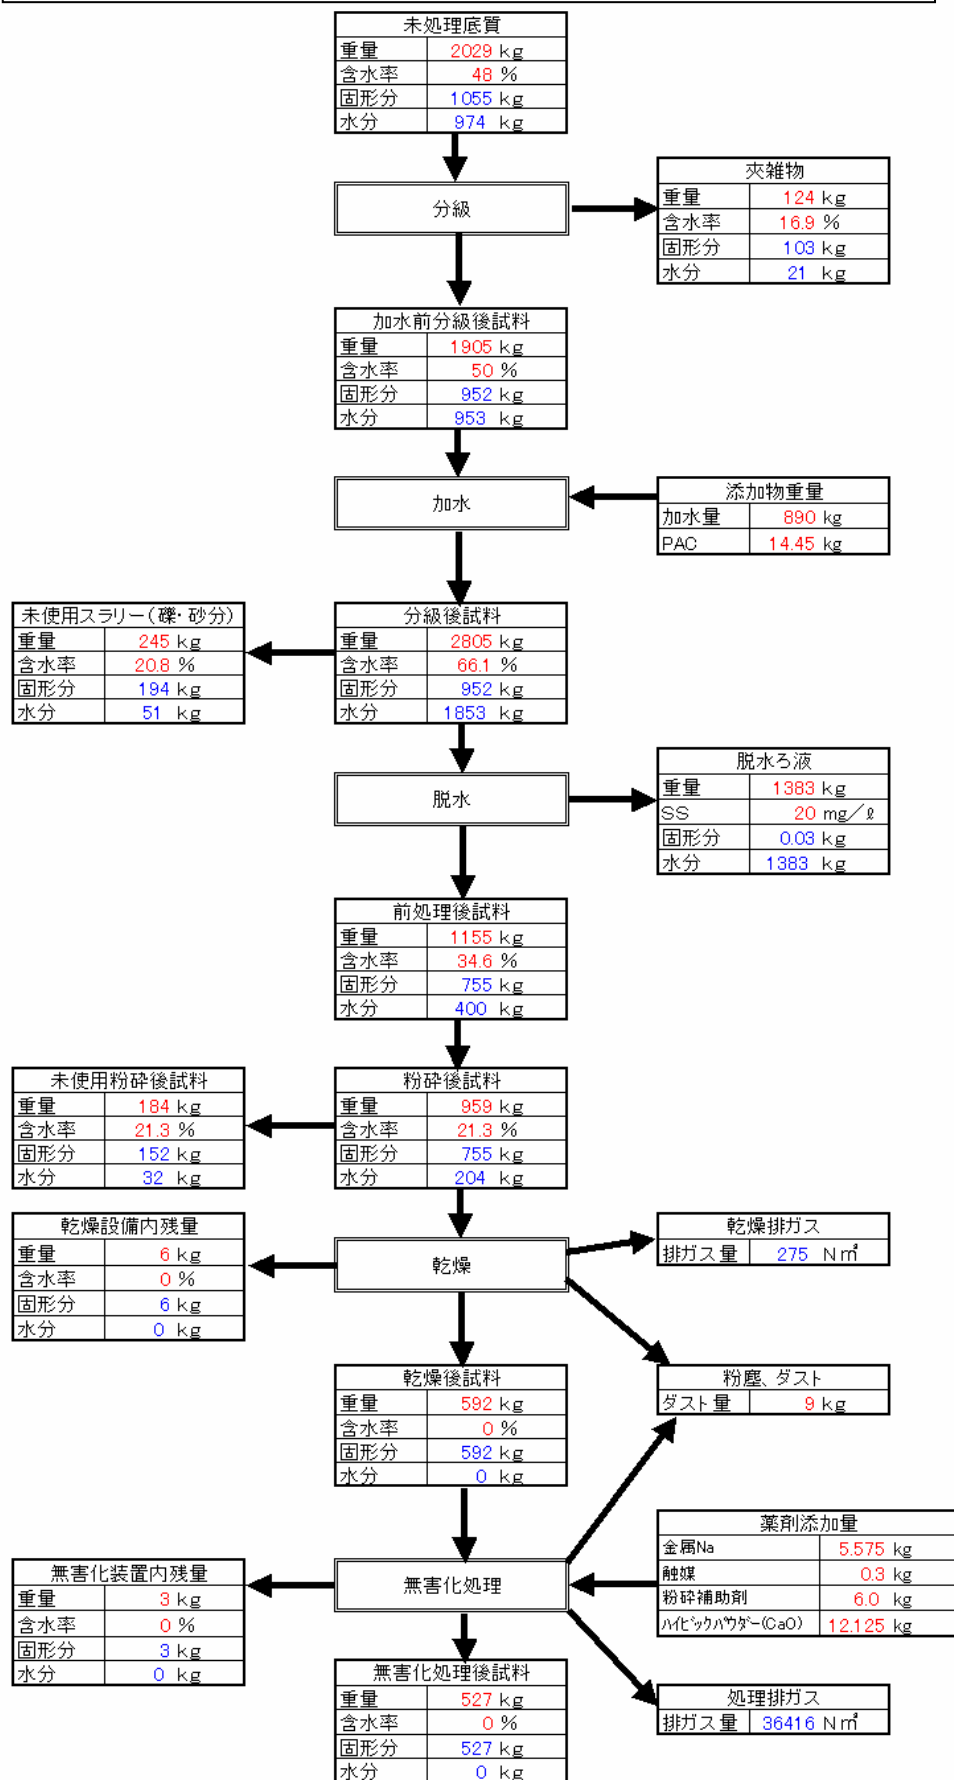 未処理底質
重量 2029 kg
含水率 48 %
固形分 1055 kg
水分 974 kg
分級
夾雑物
重量 124 kg
含水率 16.9 %
固形分 103 kg
水分 21 kg
加水前分級後試料
重量 1905 kg
含水率 50 %
固形分 952 kg
水分 953 kg
加水
添加物重量
加水量 890 kg
PAC 14.45 kg
未使用スラリー(礫・砂分)
重量 245 kg
含水率 20.8 %
固形分 194 kg
水分 51 kg
分級後試料
重量 2805 kg
含水率 66.1 %
固形分 952 kg
水分 1853 kg
脱水
脱水ろ液
重量 1383 kg
SS 20 mg/ℓ
固形分 0.03 kg
水分 1383 kg
前処理後試料
重量 1155 kg
含水率 34.6 %
固形分 755 kg
水分 400 kg
未使用粉砕後試料
重量 184 kg
含水率 21.3 %
固形分 152 kg
水分 32 kg
粉砕後試料
重量 959 kg
含水率 21.3 %
固形分 755 kg
水分 204 kg
乾燥設備内残量
重量 6 kg
含水率 0 %
固形分 6 kg
水分 0 kg
乾燥
乾燥排ガス
排ガス量 275 Nm³
乾燥後試料
重量 592 kg
含水率 0 %
固形分 592 kg
水分 0 kg
粉塵、ダスト
ダスト量 9 kg
無害化装置内残量
重量 3 kg
含水率 0 %
固形分 3 kg
水分 0 kg
無害化処理
薬剤添加量
金属Na 5.575 kg
触媒 0.3 kg
粉砕補助剤 6.0 kg
ﾊｲﾋﾞｯｸﾊﾟｳﾀﾞｰ(CaO) 12.125 kg
無害化処理後試料
重量 527 kg
含水率 0 %
固形分 527 kg
水分 0 kg
処理排ガス
排ガス量 36416 Nm³